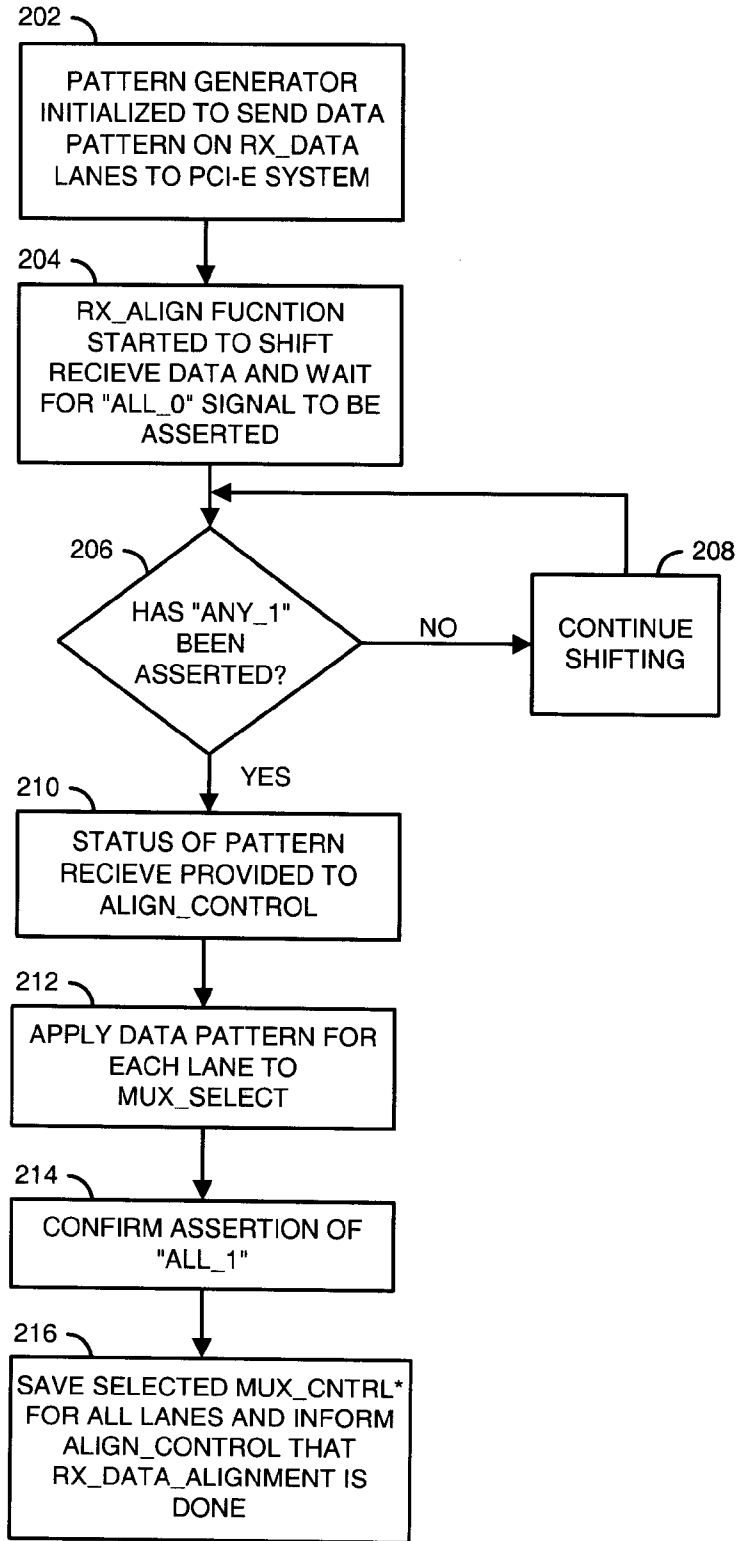 202
PATTERN GENERATOR
INITIALIZED TO SEND DATA
PATTERN ON RX_DATA
LANES TO PCI-E SYSTEM
204
RX_ALIGN FUCNTION
STARTED TO SHIFT
RECIEVE DATA AND WAIT
FOR "ALL_0" SIGNAL TO BE
ASSERTED
206
HAS "ANY_1"
BEEN
ASSERTED?
NO
208
CONTINUE
SHIFTING
YES
210
STATUS OF PATTERN
RECIEVE PROVIDED TO
ALIGN_CONTROL
212
APPLY DATA PATTERN FOR
EACH LANE TO
MUX_SELECT
214
CONFIRM ASSERTION OF
"ALL_1"
216
SAVE SELECTED MUX_CNTRL*
FOR ALL LANES AND INFORM
ALIGN_CONTROL THAT
RX_DATA_ALIGNMENT IS
DONE